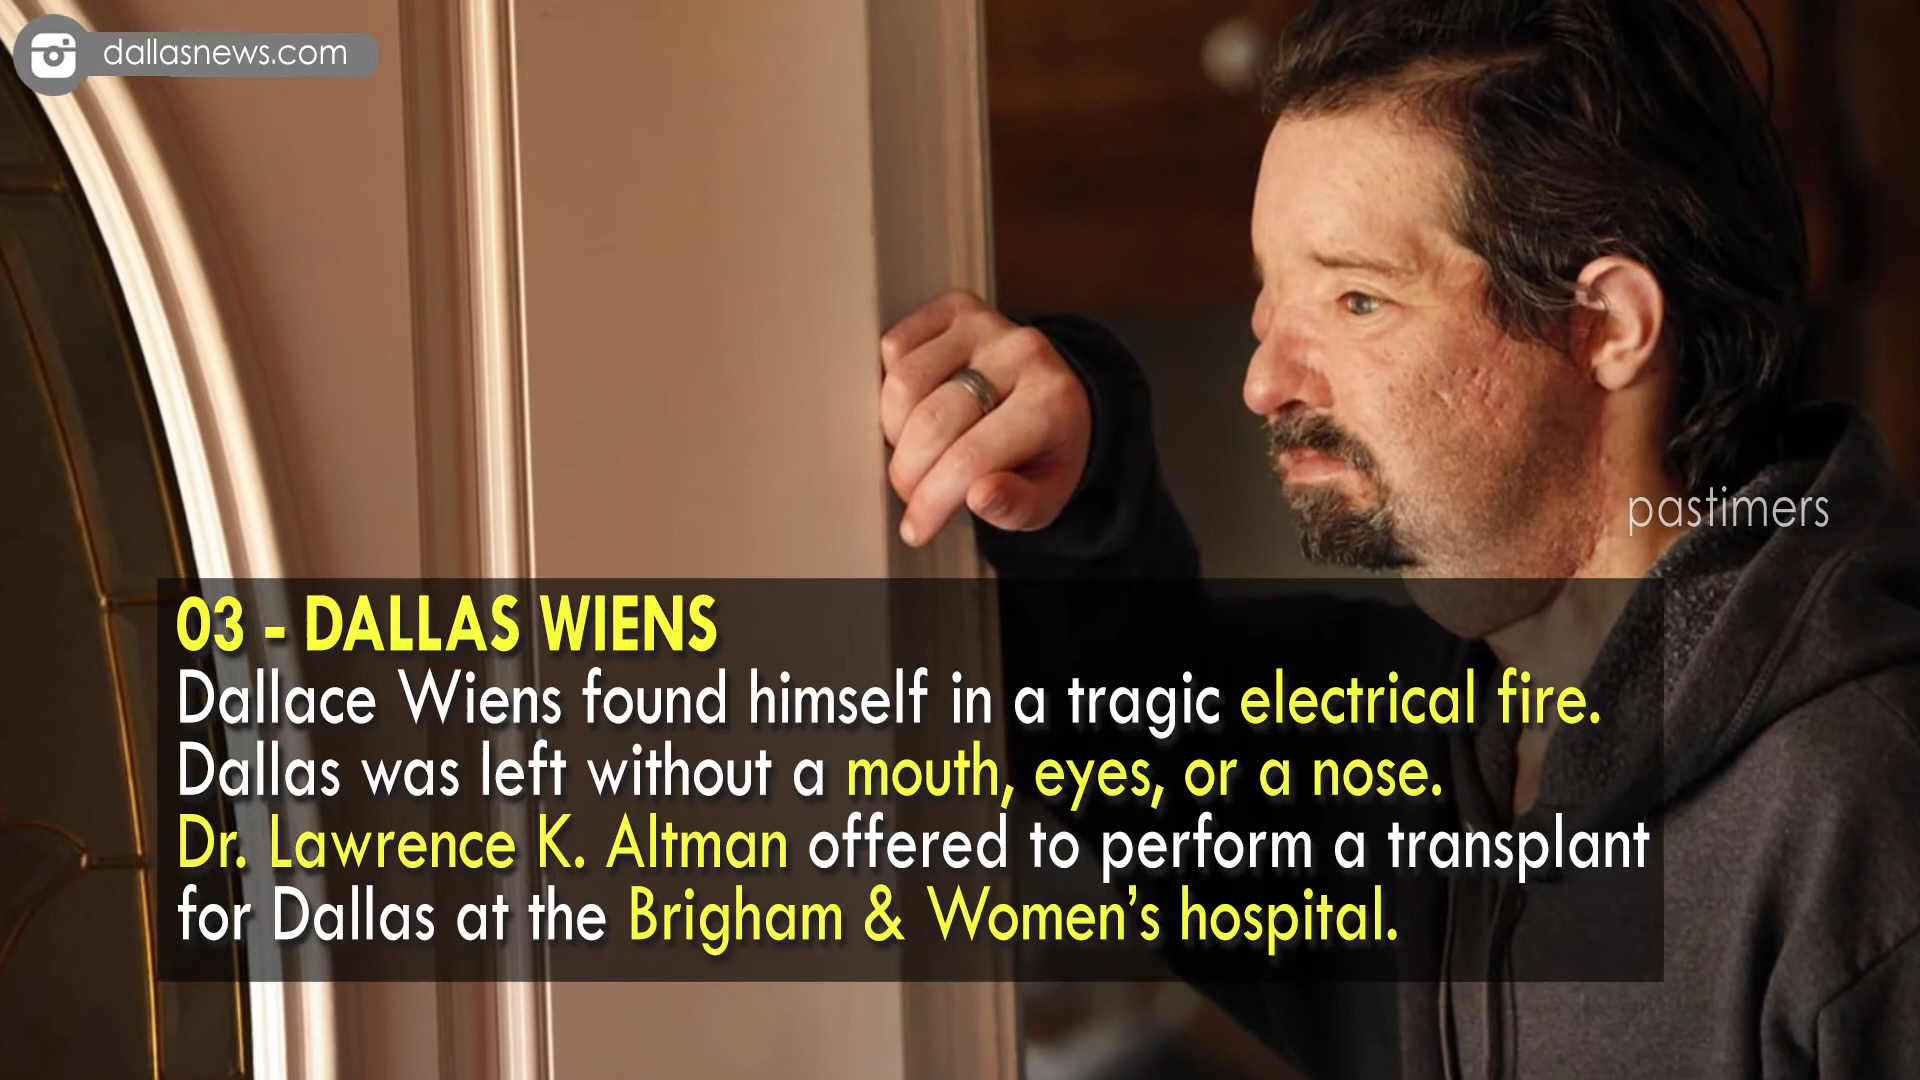 dallasnews.com
pastimers
03 - DALLAS WIENS
Dallace Wiens found himself in a tragic electrical fire.
Dallas was left without a mouth, eyes, or a nose.
Dr. Lawrence K. Altman offered to perform a transplant
for Dallas at the Brigham & Women’s hospital.